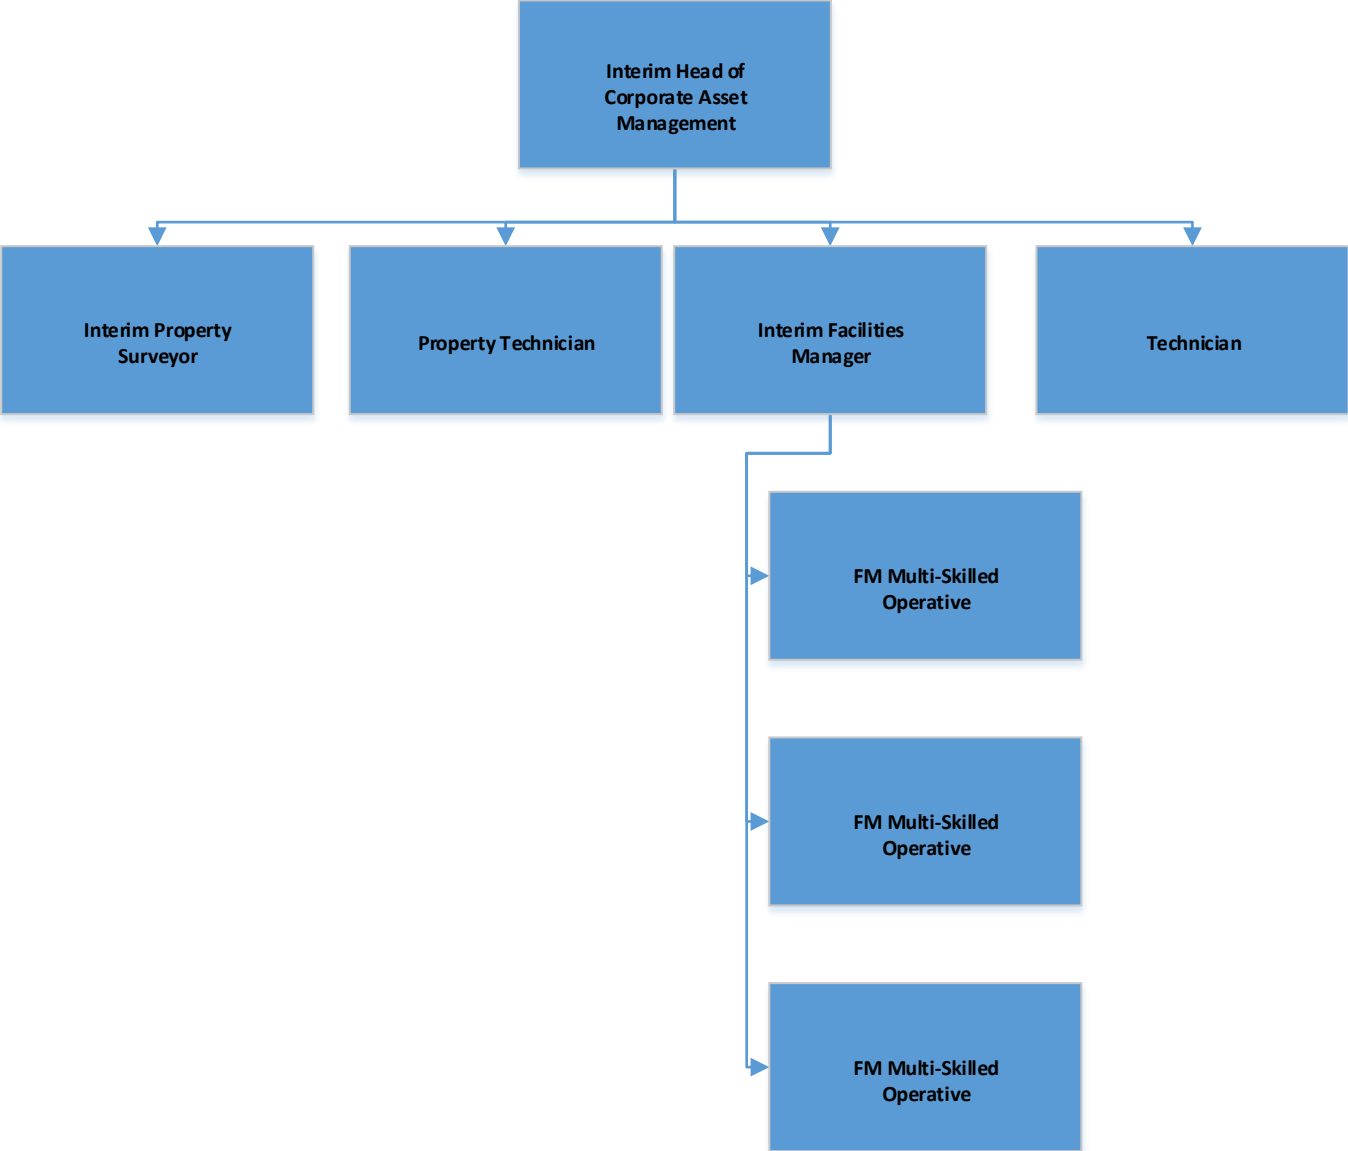 Interim Head of
Corporate Asset
Management
Interim Property
Surveyor
Property Technician
Interim Facilities
Manager
Technician
FM Multi-Skilled
Operative
FM Multi-Skilled
Operative
FM Multi-Skilled
Operative